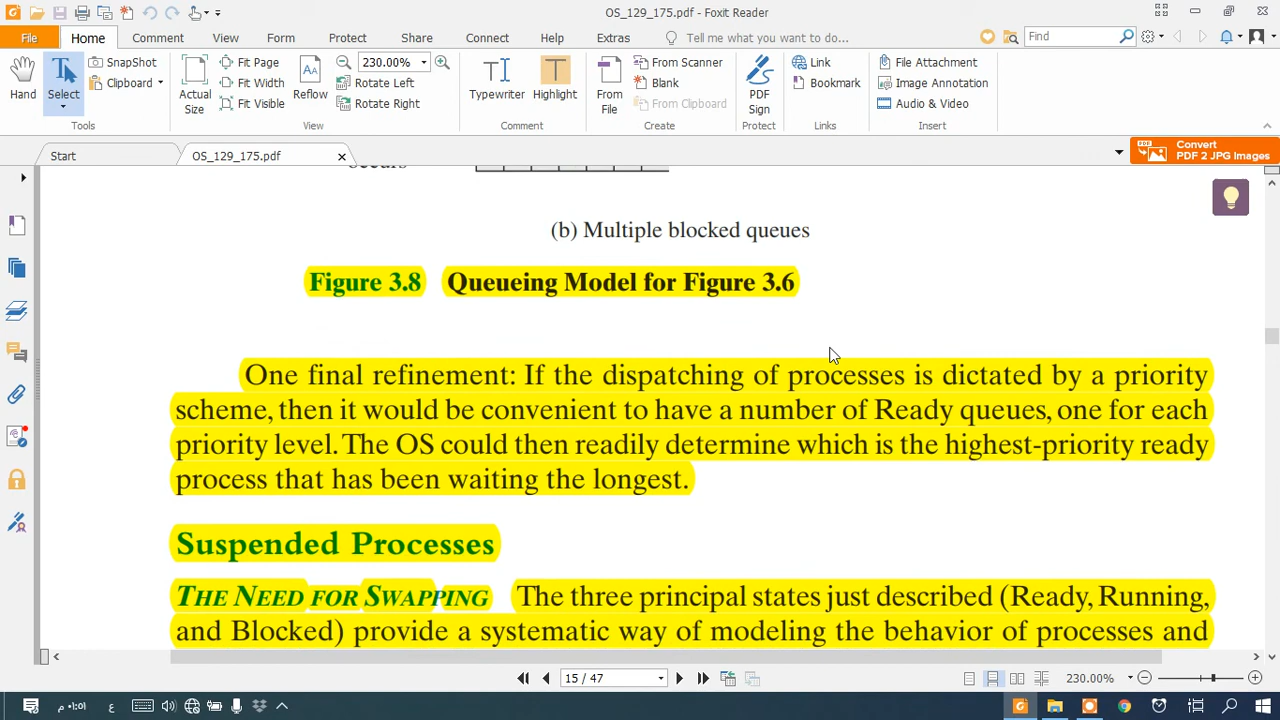 OS_129_175.pdf - Foxit Reader
File Home Comment View Form Protect Share Connect Help Extras Tell me what you want to do... Find
Hand Select SnapShot Clipboard Actual Size Fit Page Fit Width Fit Visible Reflow 230.00% Rotate Left Rotate Right Typewriter Highlight From File From Scanner Blank From Clipboard PDF Sign Link Bookmark File Attachment Image Annotation Audio & Video
Tools View Comment Create Protect Links Insert
Start OS_129_175.pdf Convert PDF 2 JPG Images
occurs
(b) Multiple blocked queues
Figure 3.8 Queueing Model for Figure 3.6
One final refinement: If the dispatching of processes is dictated by a priority
scheme, then it would be convenient to have a number of Ready queues, one for each
priority level. The OS could then readily determine which is the highest-priority ready
process that has been waiting the longest.
Suspended Processes
THE NEED FOR SWAPPING The three principal states just described (Ready, Running,
and Blocked) provide a systematic way of modeling the behavior of processes and
15 / 47 230.00%
٠١:٥١ م ع